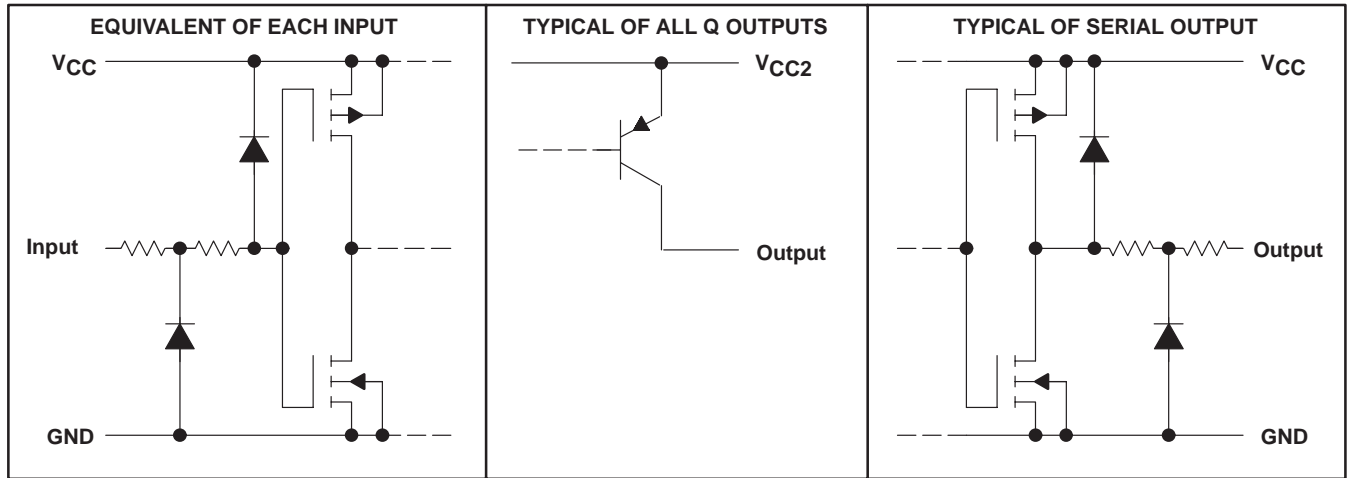 EQUIVALENT OF EACH INPUT
VCC
Input
GND
TYPICAL OF ALL Q OUTPUTS
VCC2
Output
TYPICAL OF SERIAL OUTPUT
VCC
Output
GND